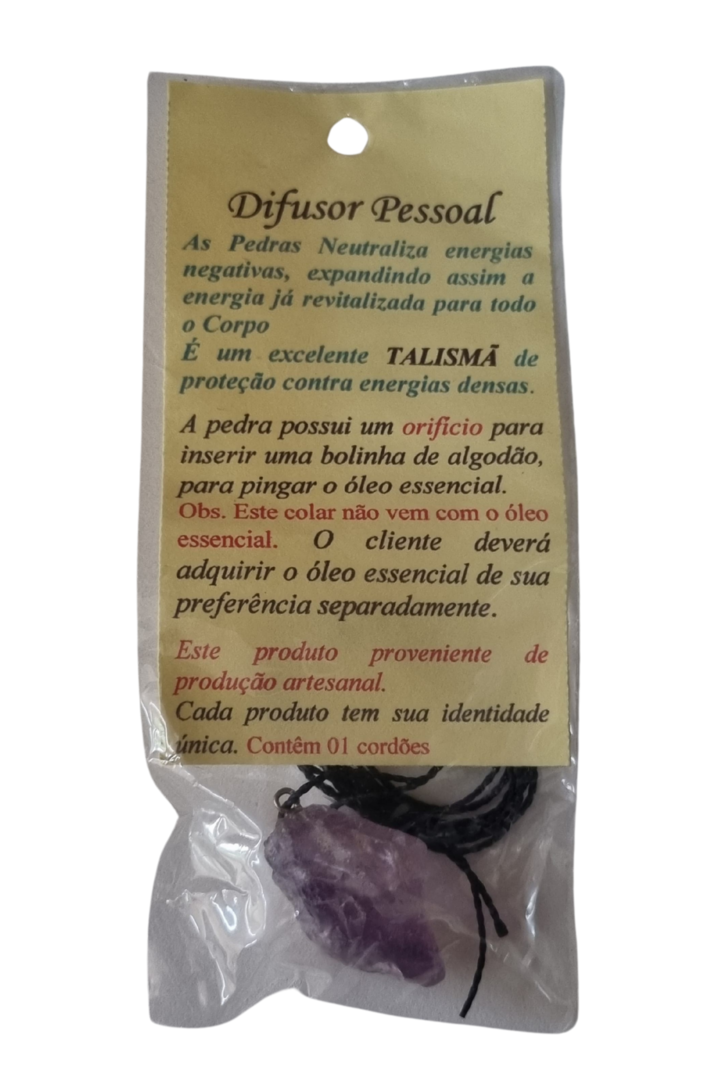 Difusor Pessoal
As Pedras Neutraliza energias
negativas, expandindo assim a
energia já revitalizada para todo
o Corpo
É um excelente TALISMÃ de
proteção contra energias densas.
A pedra possui um orifício para
inserir uma bolinha de algodão,
para pingar o óleo essencial.
Obs. Este colar não vem com o óleo
essencial. O cliente deverá
adquirir o óleo essencial de sua
preferência separadamente.
Este produto proveniente de
produção artesanal.
Cada produto tem sua identidade
única. Contêm 01 cordões